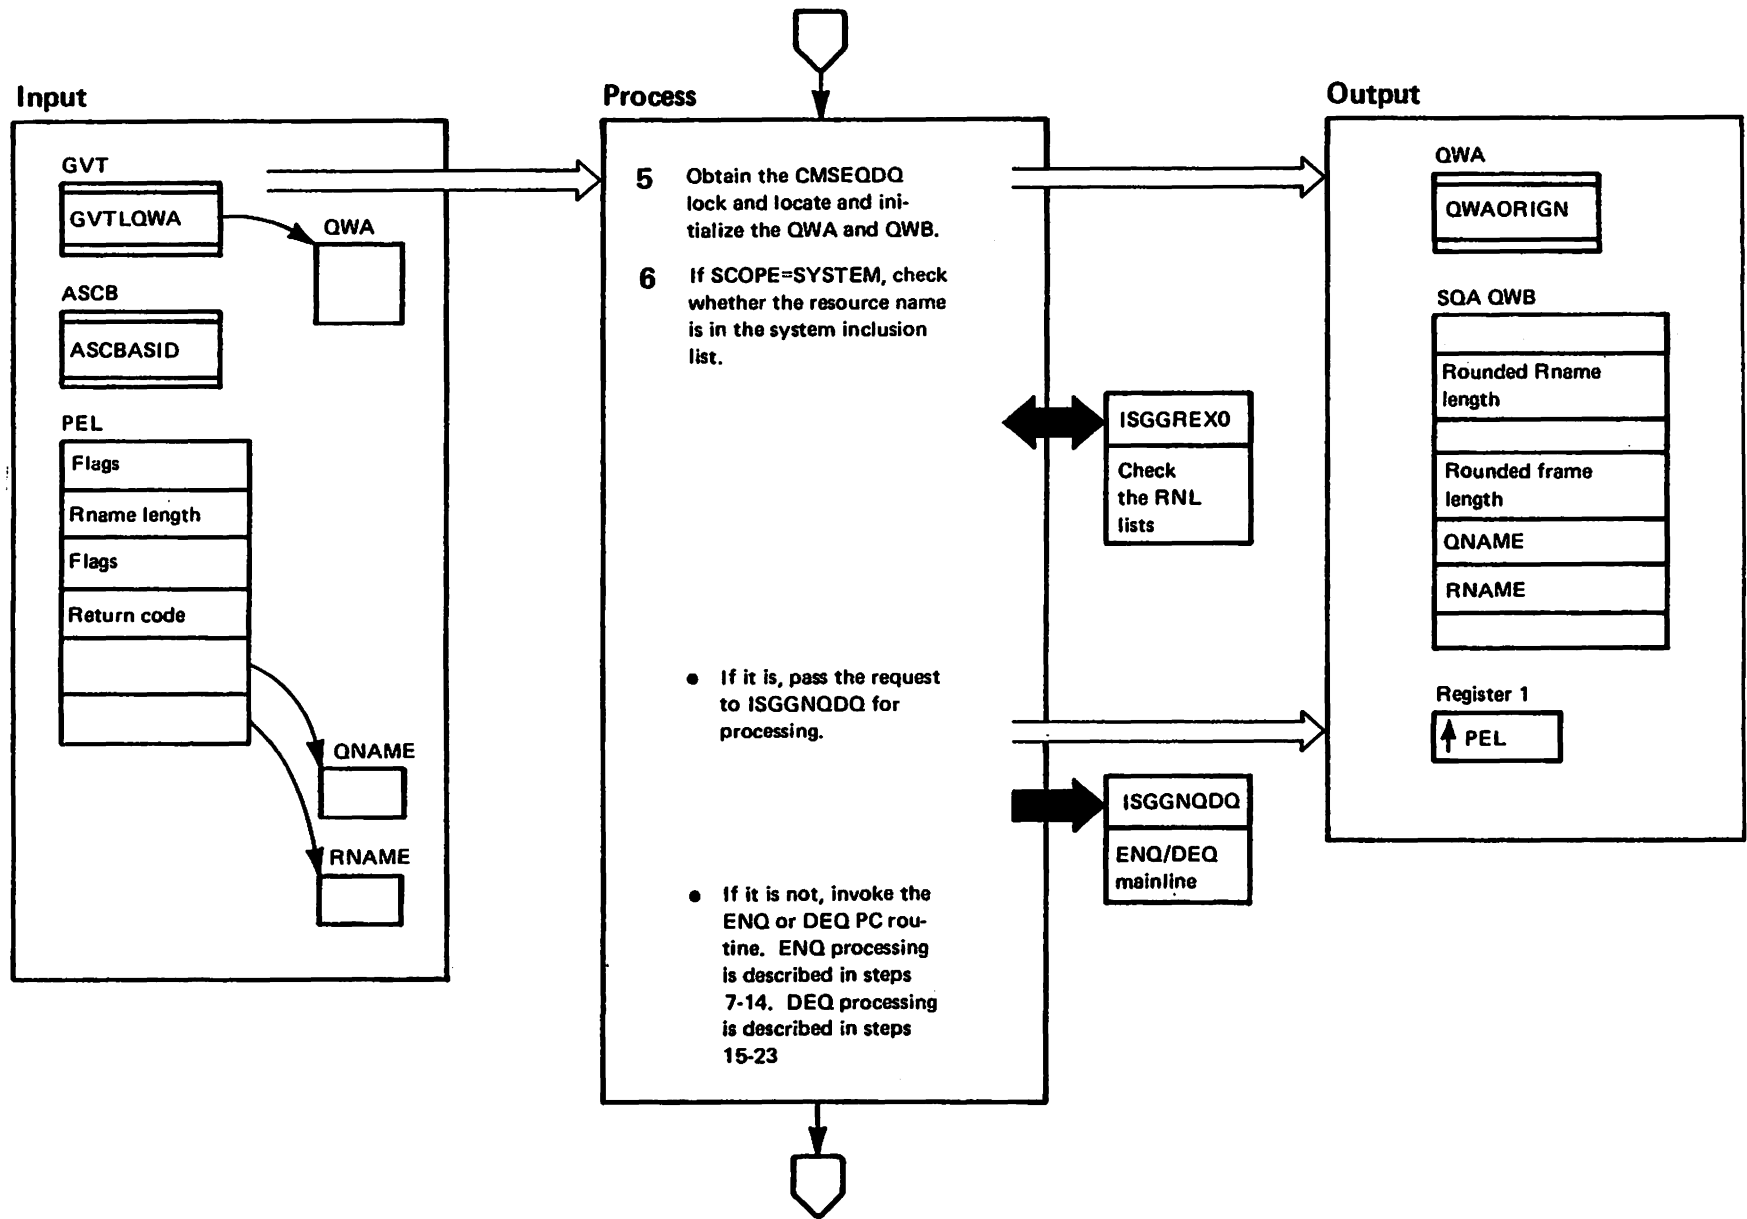 Input
GVT
GVTLQWA
QWA
ASCB
ASCBASID
PEL
Flags
Rname length
Flags
Return code
QNAME
RNAME
Process
5 Obtain the CMSEQDQ
lock and locate and ini-
tialize the QWA and QWB.
6 If SCOPE=SYSTEM, check
whether the resource name
is in the system inclusion
list.
ISGGREX0
Check
the RNL
lists
● If it is, pass the request
to ISGGNQDQ for
processing.
ISGGNQDQ
ENQ/DEQ
mainline
● If it is not, invoke the
ENQ or DEQ PC rou-
tine. ENQ processing
is described in steps
7-14. DEQ processing
is described in steps
15-23
Output
QWA
QWAORIGN
SQA QWB
Rounded Rname
length
Rounded frame
length
QNAME
RNAME
Register 1
PEL